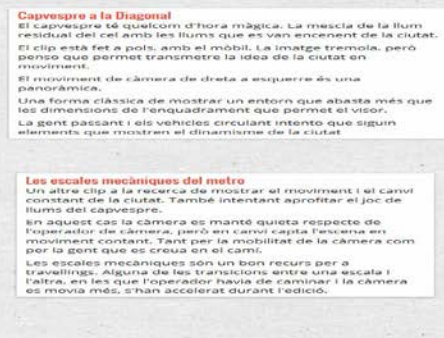 Capvespre a la Diagonal
El capvespre té quelcom d'hora màgica. La mescla de la llum
residual del cel amb les llums que es van encenent de la ciutat.
El clip està fet a pols, amb el mòbil. La imatge tremola, però
penso que permet transmetre la idea de la ciutat en
moviment.
El moviment de càmera de dreta a esquerre és una
panoràmica.
Una forma clàssica de mostrar un entorn que abasta més que
les dimensions de l'enquadrament que permet el visor.
La gent passant i els vehicles circulant intento que siguin
elements que mostren el dinamisme de la ciutat
Les escales mecàniques del metro
Un altre clip a la recerca de mostrar el moviment i el canvi
constant de la ciutat. També intentant aprofitar el joc de
llums del capvespre.
En aquest cas la càmera es manté quieta respecte de
l'operador de càmera, però en canvi capta l'escena en
moviment contant. Tant per la mobilitat de la càmera com
per la gent que es creua en el camí.
Les escales mecàniques són un bon recurs per a
travellings. Alguna de les transicions entre una escala i
l'altra, en les que l'operador havia de caminar i la càmera
es movia més, s'han accelerat durant l'edició.